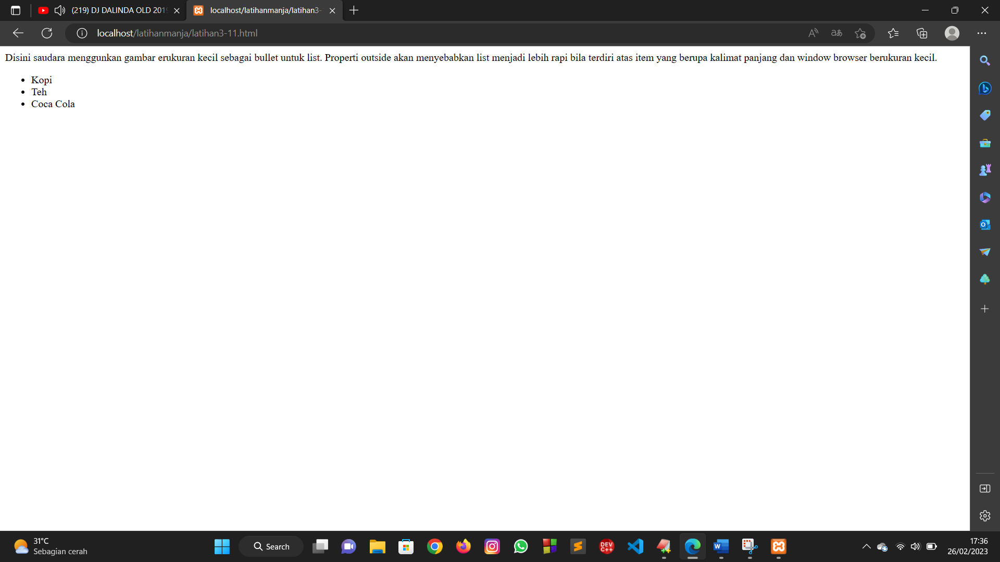 (219) DJ DALINDA OLD 2019
localhost/latihanmanja/latihan3-
localhost/latihanmanja/latihan3-11.html
Disini saudara menggunkan gambar erukuran kecil sebagai bullet untuk list. Properti outside akan menyebabkan list menjadi lebih rapi bila terdiri atas item yang berupa kalimat panjang dan window browser berukuran kecil.
Kopi
Teh
Coca Cola
31°C
Sebagian cerah
Search
DEV
C++
17:36
26/02/2023